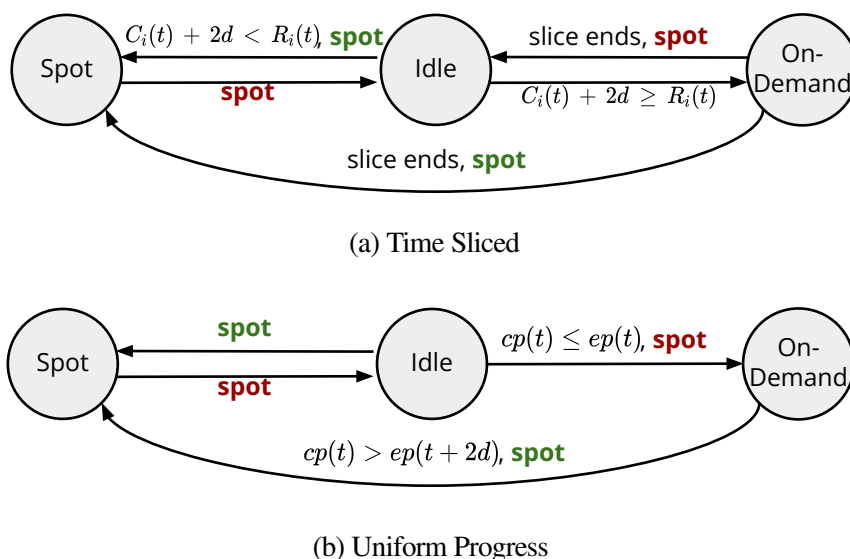 C_i(t) + 2d < R_i(t), spot
slice ends, spot
Spot
Idle
On-
Demand
spot
C_i(t) + 2d ≥ R_i(t)
slice ends, spot
(a) Time Sliced
spot
cp(t) ≤ ep(t), spot
Spot
Idle
On-
Demand
spot
cp(t) > ep(t + 2d), spot
(b) Uniform Progress